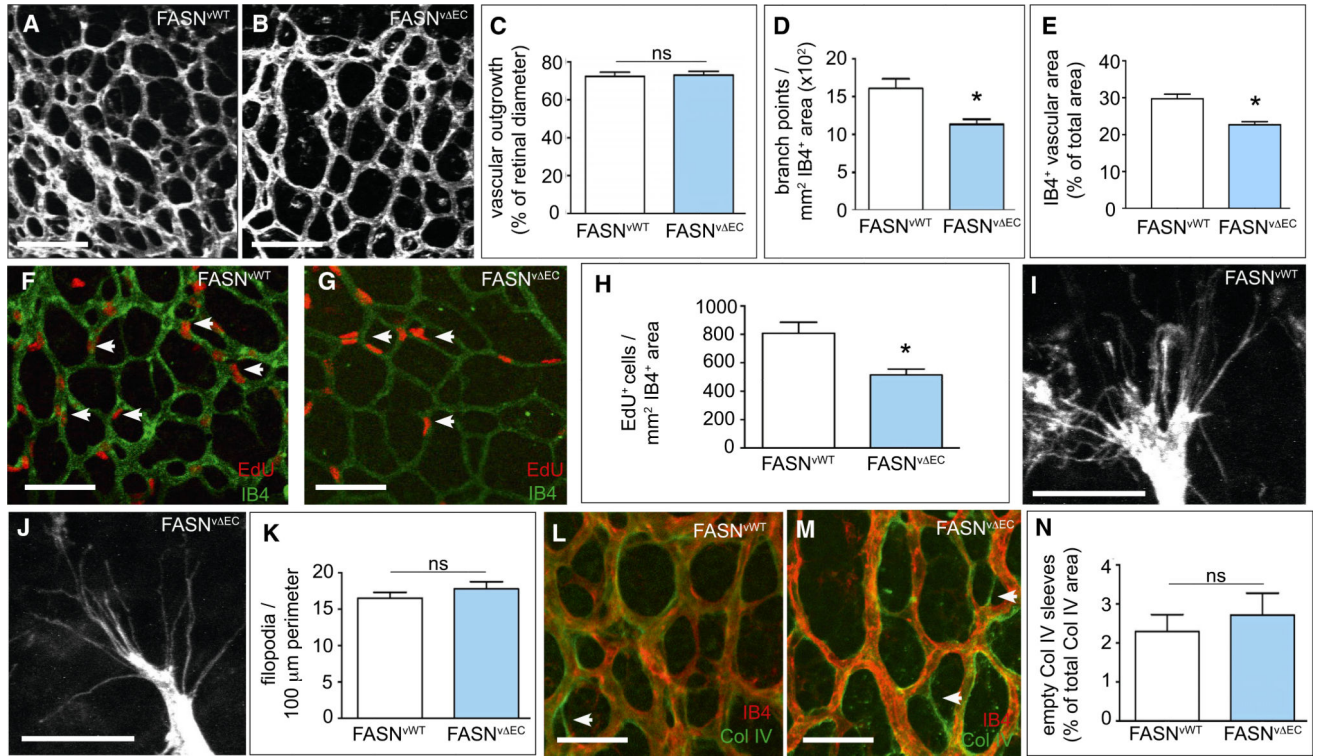 A FASNvWT
B FASNvΔEC
C
vascular outgrowth
(% of retinal diameter)
80
60
40
20
0
ns
FASNvWT FASNvΔEC
D
branch points /
mm² IB4⁺ area (x10²)
20
15
10
5
0
*
FASNvWT FASNvΔEC
E
IB4⁺ vascular area
(% of total area)
40
30
20
10
0
*
FASNvWT FASNvΔEC
F FASNvWT
EdU
IB4
G FASNvΔEC
EdU
IB4
H
EdU⁺ cells /
mm² IB4⁺ area
1000
800
600
400
200
0
*
FASNvWT FASNvΔEC
I FASNvWT
J FASNvΔEC
K
filopodia /
100 µm perimeter
20
15
10
5
0
ns
FASNvWT FASNvΔEC
L FASNvWT
IB4
Col IV
M FASNvΔEC
IB4
Col IV
N
empty Col IV sleeves
(% of total Col IV area)
4
3
2
1
0
ns
FASNvWT FASNvΔEC